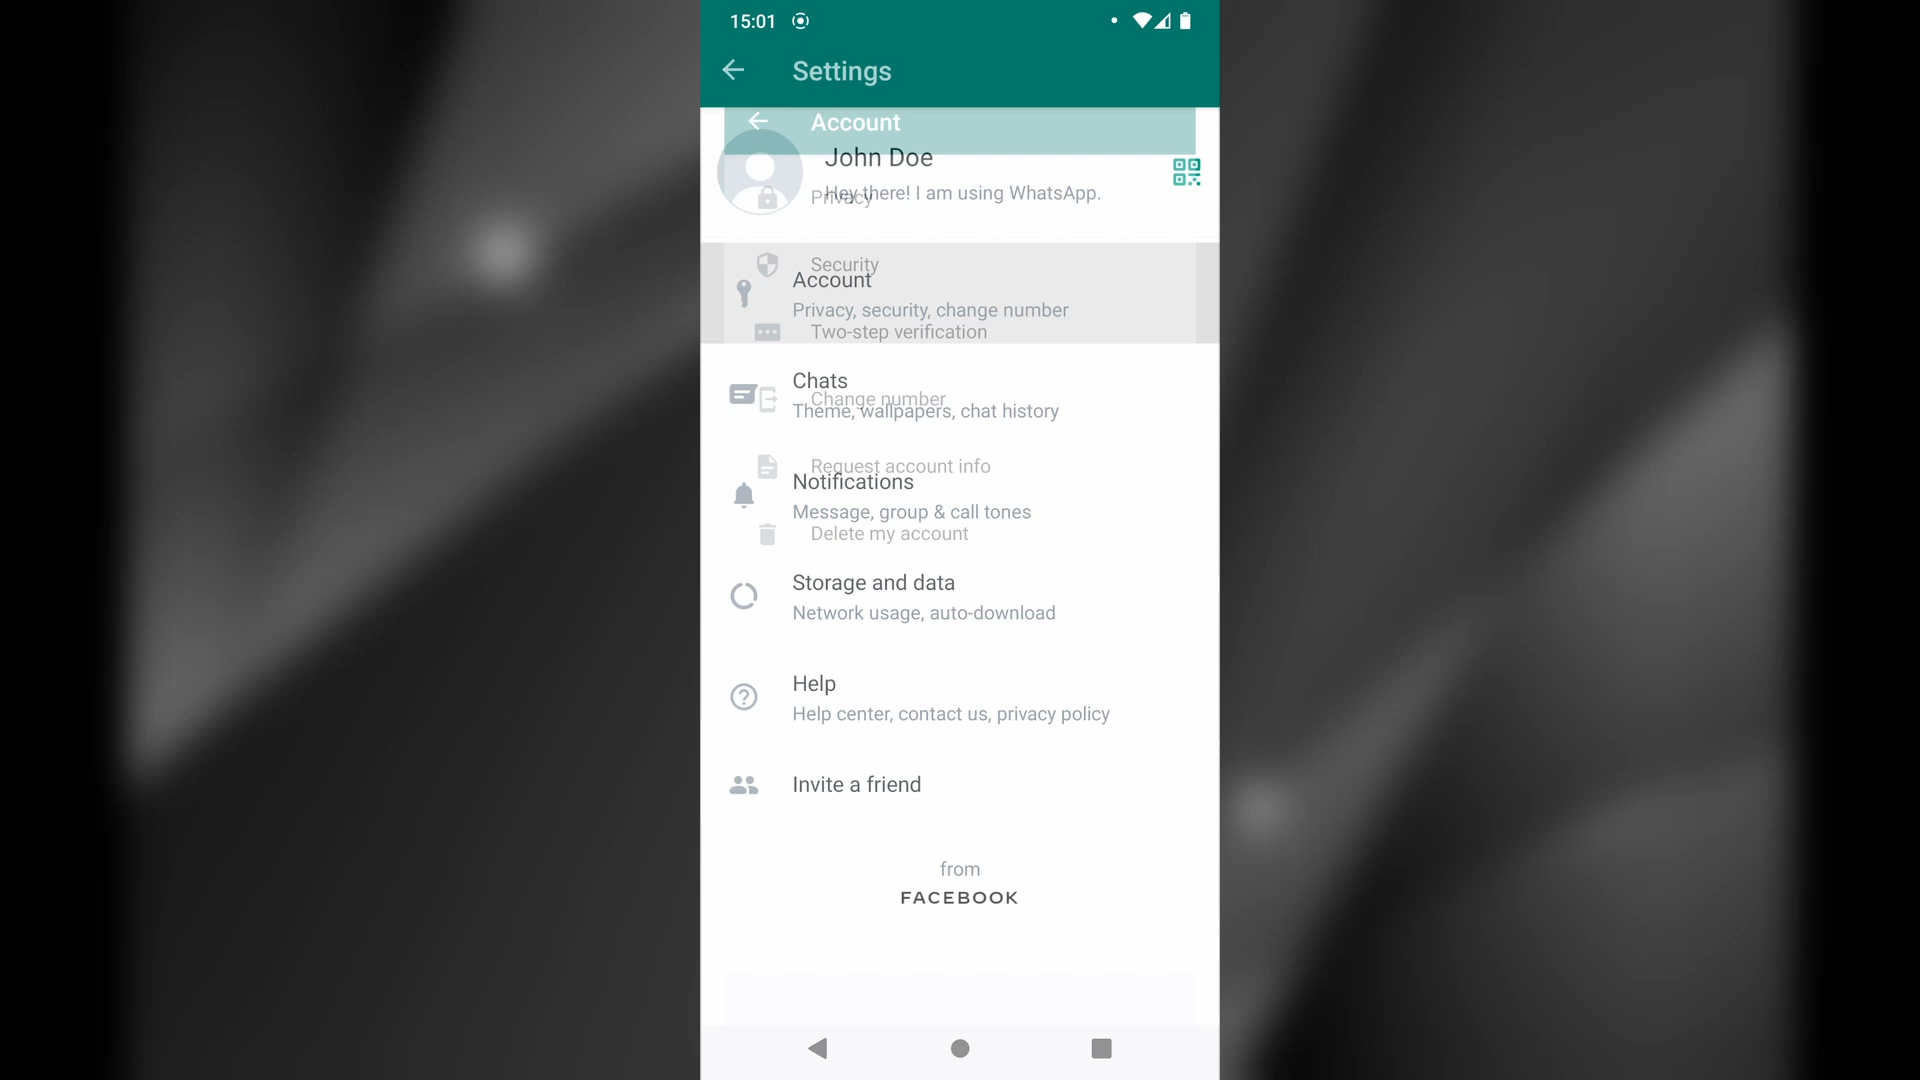 15:01
Settings
Account
John Doe
Hey there! I am using WhatsApp.
Privacy
Security
Account
Privacy, security, change number
Two-step verification
Chats
Change number
Theme, wallpapers, chat history
Request account info
Notifications
Message, group & call tones
Delete my account
Storage and data
Network usage, auto-download
Help
Help center, contact us, privacy policy
Invite a friend
from
FACEBOOK